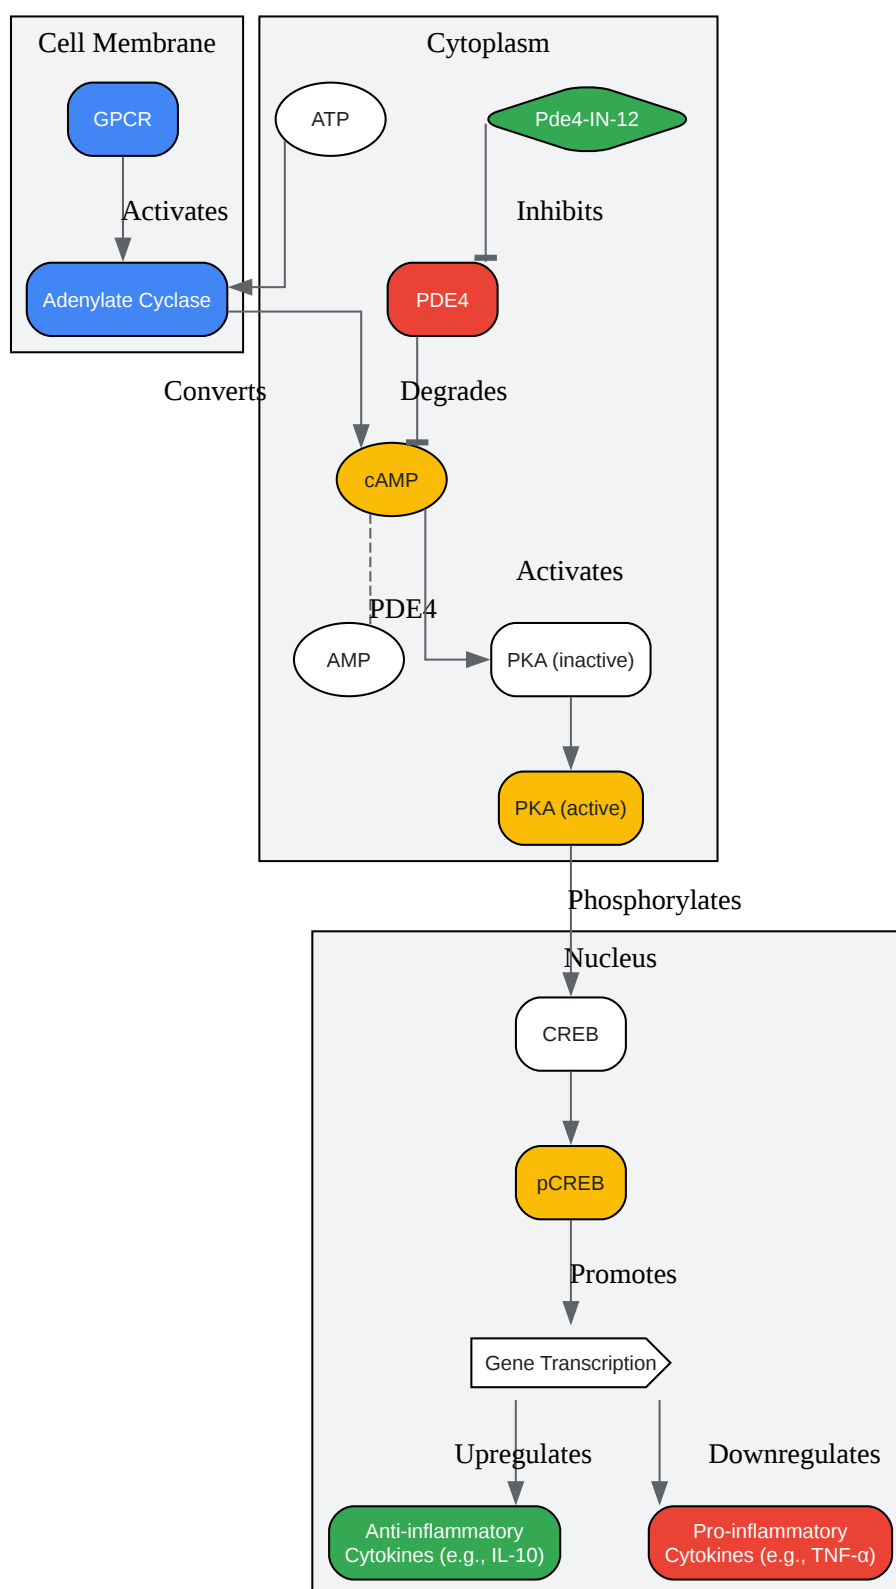 Cell Membrane
Cytoplasm
GPCR
ATP
Pde4-IN-12
Activates
Inhibits
Adenylate Cyclase
PDE4
Converts
Degrades
cAMP
Activates
PDE4
AMP
PKA (inactive)
PKA (active)
Phosphorylates
Nucleus
CREB
pCREB
Promotes
Gene Transcription
Upregulates
Downregulates
Anti-inflammatory
Cytokines (e.g., IL-10)
Pro-inflammatory
Cytokines (e.g., TNF-α)